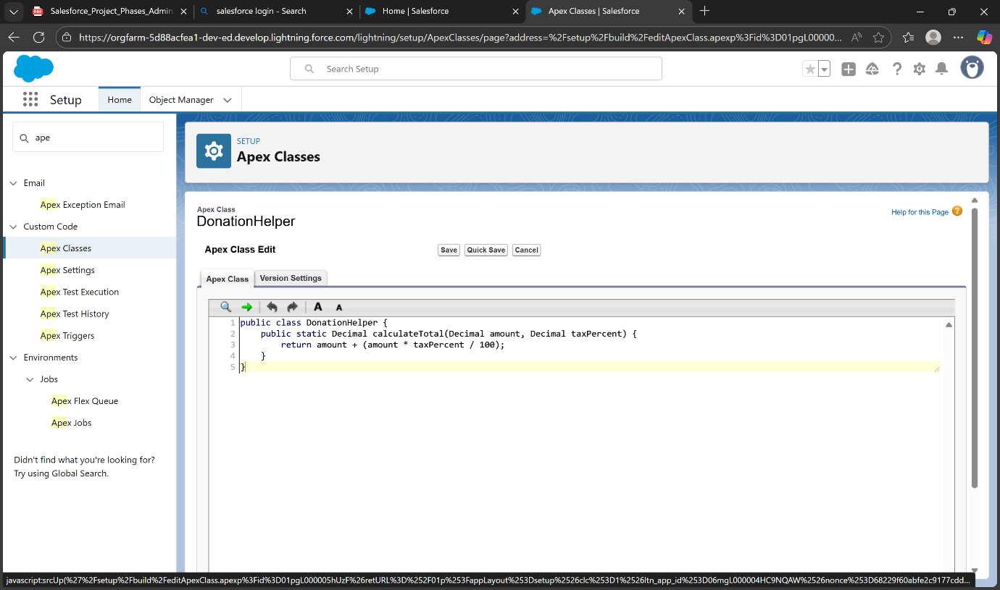 Salesforce_Project_Phases_Admin
salesforce login - Search
Home | Salesforce
Apex Classes | Salesforce
https://orgfarm-5d88acfea1-dev-ed.develop.lightning.force.com/lightning/setup/ApexClasses/page?address=%2Fsetup%2Fbuild%2FeditApexClass.apexp%3Fid%3D01pgL00000...
Search Setup
Setup
Home
Object Manager
ape
Email
Apex Exception Email
Custom Code
Apex Classes
Apex Settings
Apex Test Execution
Apex Test History
Apex Triggers
Environments
Jobs
Apex Flex Queue
Apex Jobs
Didn't find what you're looking for?
Try using Global Search.
SETUP
Apex Classes
Apex Class
DonationHelper
Help for this Page
Apex Class Edit
Save
Quick Save
Cancel
Apex Class
Version Settings
1 public class DonationHelper {
2 public static Decimal calculateTotal(Decimal amount, Decimal taxPercent) {
3 return amount + (amount * taxPercent / 100);
4 }
5 }
javascript:srcUp(%27%2Fsetup%2Fbuild%2FeditApexClass.apexp%3Fid%3D01pgL000005hUzF%26retURL%3D%252F01p%253FappLayout%253Dsetup%2526clc%253D1%2526ltn_app_id%253D06mgL000004HC9NQAW%2526nonce%253D68229f60abfe2c9177cdd...